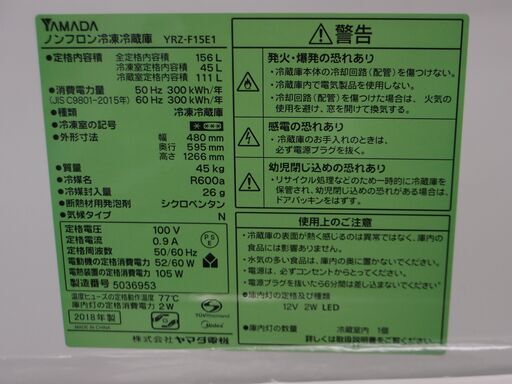 YAMADA
ノンフロン冷凍冷蔵庫 YRZ-F15E1
●定格内容積 全定格内容積 156 L
冷凍室定格内容積 45 L
冷蔵室定格内容積 111 L
●消費電力量 50 Hz 300 kWh/年
(JIS C9801-2015年) 60 Hz 300 kWh/年
●種類 冷凍冷蔵庫
●冷凍室の記号
●外形寸法 幅 480 mm
奥行 595 mm
高さ 1266 mm
●質量 45 kg
●冷媒 R600a
●冷媒封入量 26 g
●断熱材用発泡剤 シクロペンタン
●気候タイプ N
定格電圧 100 V
定格電流 0.9 A
定格周波数 50/60 Hz
電動機の定格消費電力 52/60 W
電熱装置の定格消費電力 105 W
製造番号 5036953
PS
E
温度ヒューズの定格動作温度 77℃
庫内灯の定格消費電力 2W
2018年製
MADE IN CHINA
TÜVRheinland
Midea
株式会社 ヤマダ電機
警告
発火・爆発の恐れあり
・冷蔵庫本体の冷却回路(配管)を傷つけない。
・冷蔵庫内で電気製品を使用しない。
・冷却回路(配管)を傷つけた場合は、火気の
使用を避け、窓を開けて換気する。
感電の恐れあり
・冷蔵庫のお手入れのときは、
必ず電源プラグを抜く。
幼児閉じ込めの恐れあり
・リサイクル処理などのため一時的に冷蔵庫
を保管され、幼児閉じ込めの恐れがある場合は、
ドアパッキンをはずす。
使用上のご注意
・冷蔵庫の表面が熱く感じるのは異常ではなく、庫内の
食品には影響ありません。
・水気の多い食品は、庫内の奥に置かないでください。
・電源は、必ずコンセントからとってください。
・電源プラグを抜いたら6分以上間をおいてください。
●庫内灯の定格及び種類
12V 2W LED
●庫内灯の数量 冷蔵室内 1個
詳しくは取扱説明書をご覧ください。